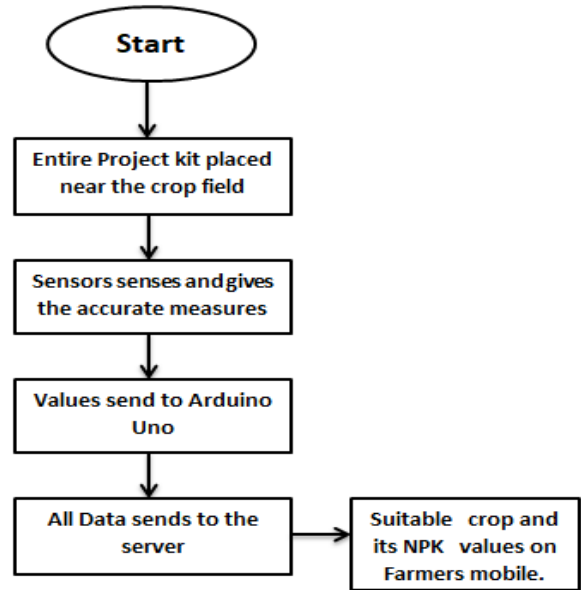 Start
Entire Project kit placed
near the crop field
Sensors senses and gives
the accurate measures
Values send to Arduino
Uno
All Data sends to the
server
Suitable crop and
its NPK values on
Farmers mobile.